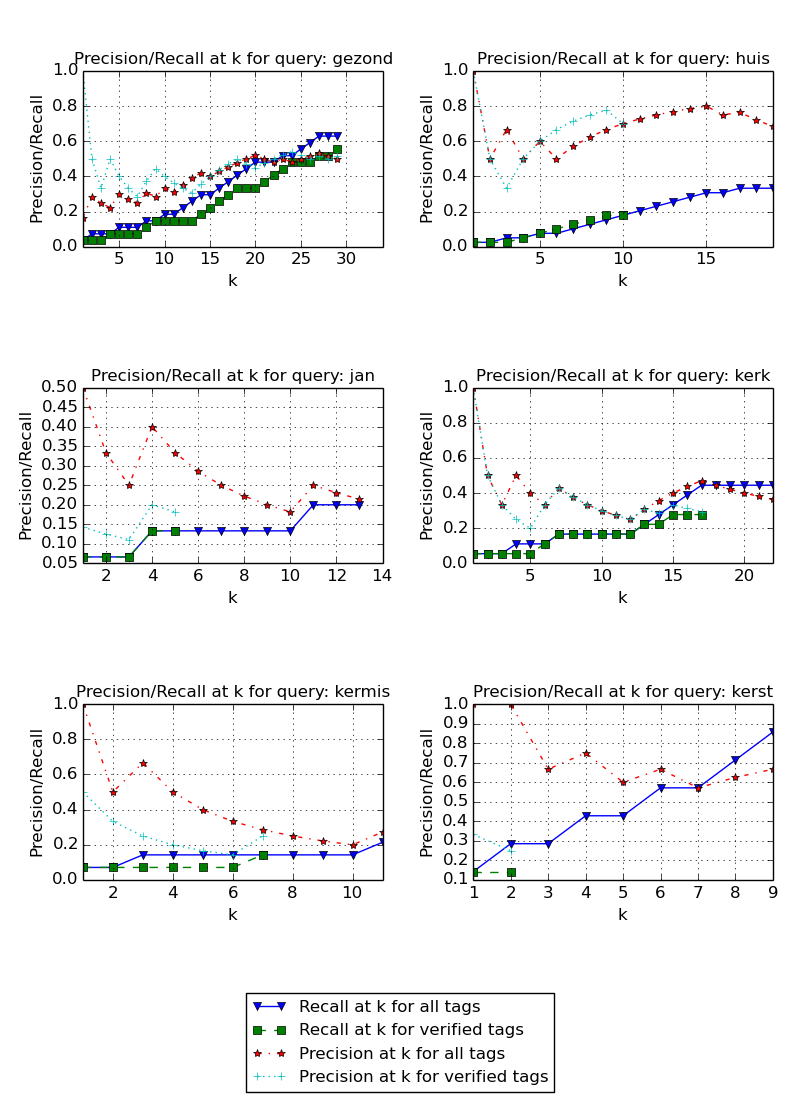 Precision/Recall at k for query: gezond
Precision/Recall
1.0
0.8
0.6
0.4
0.2
0.0
5 10 15 20 25 30
k
Precision/Recall at k for query: huis
Precision/Recall
1.0
0.8
0.6
0.4
0.2
0.0
5 10 15
k
Precision/Recall at k for query: jan
Precision/Recall
0.50
0.45
0.40
0.35
0.30
0.25
0.20
0.15
0.10
0.05
2 4 6 8 10 12 14
k
Precision/Recall at k for query: kerk
Precision/Recall
1.0
0.8
0.6
0.4
0.2
0.0
5 10 15 20
k
Precision/Recall at k for query: kermis
Precision/Recall
1.0
0.8
0.6
0.4
0.2
0.0
2 4 6 8 10
k
Precision/Recall at k for query: kerst
Precision/Recall
1.0
0.9
0.8
0.7
0.6
0.5
0.4
0.3
0.2
0.1
1 2 3 4 5 6 7 8 9
k
Recall at k for all tags
Recall at k for verified tags
Precision at k for all tags
Precision at k for verified tags